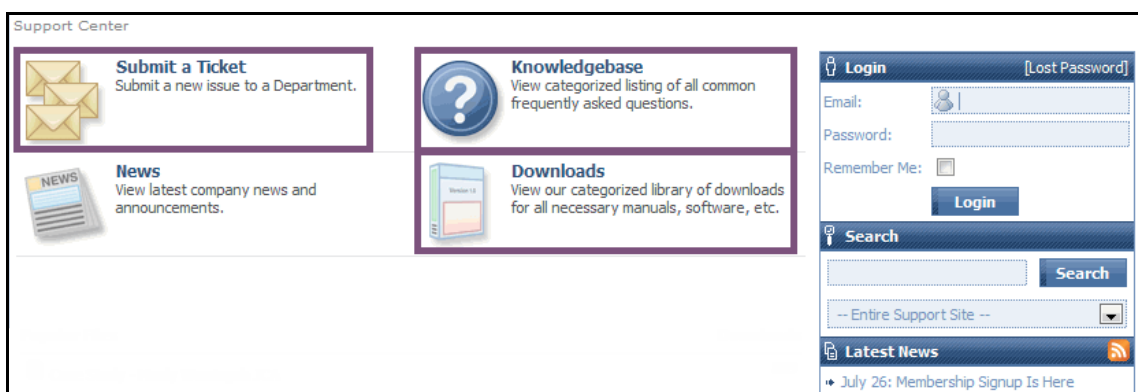 Support Center
Submit a Ticket
Submit a new issue to a Department.
Knowledgebase
View categorized listing of all common
frequently asked questions.
NEWS
News
View latest company news and
announcements.
Version 1.0
Downloads
View our categorized library of downloads
for all necessary manuals, software, etc.
Login [Lost Password]
Email:
Password:
Remember Me:
Login
Search
Search
-- Entire Support Site --
Latest News
July 26: Membership Signup Is Here